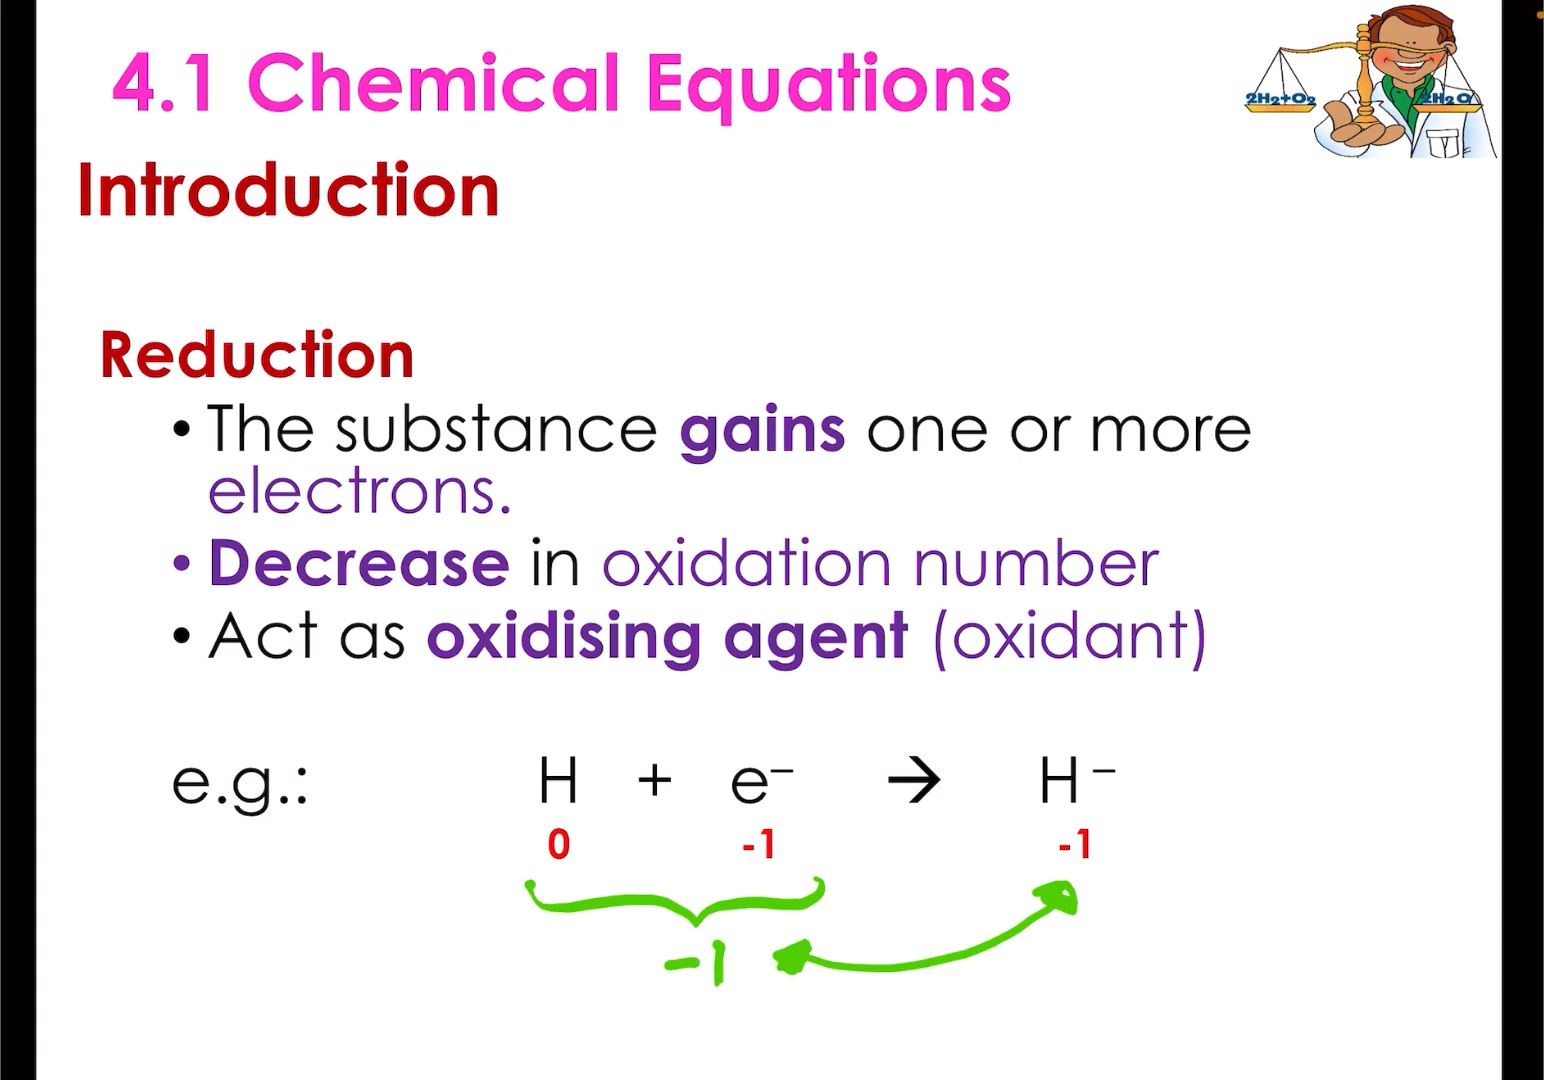 4.1 Chemical Equations
2H₂+O₂
2H₂O
Introduction
Reduction
• The substance gains one or more
electrons.
• Decrease in oxidation number
• Act as oxidising agent (oxidant)
e.g.: H + e⁻ → H⁻
0 -1 -1
-1